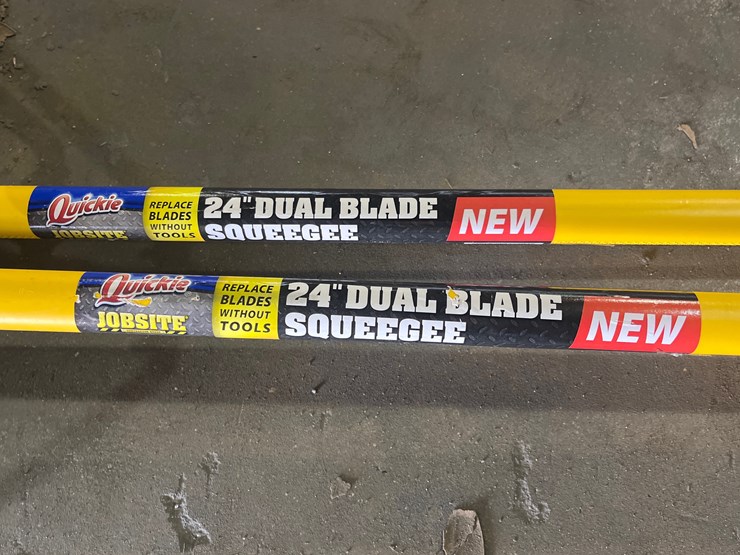 Quickie
JOBSITE
REPLACE
BLADES
WITHOUT
TOOLS
24" DUAL BLADE
SQUEEGEE
NEW
Quickie
JOBSITE
REPLACE
BLADES
WITHOUT
TOOLS
24" DUAL BLADE
SQUEEGEE
NEW